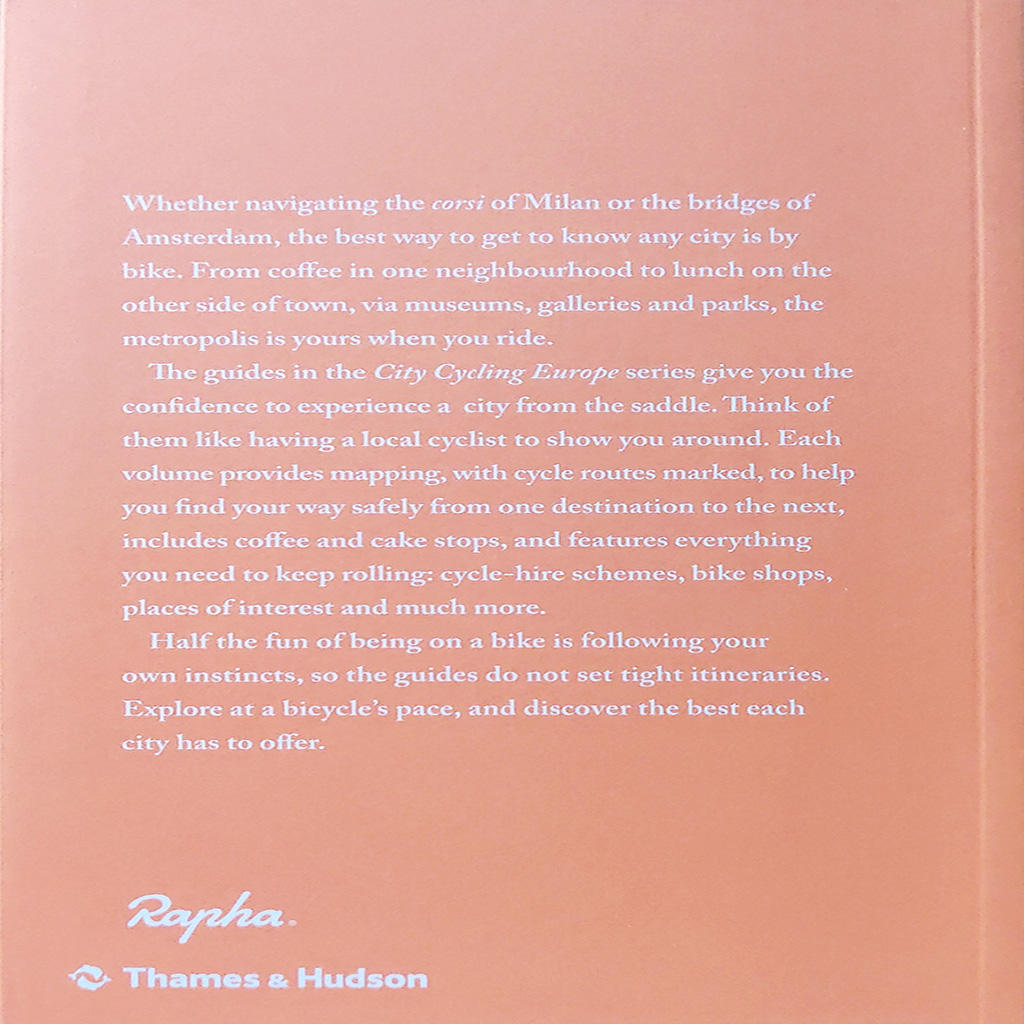 Whether navigating the corsi of Milan or the bridges of
Amsterdam, the best way to get to know any city is by
bike. From coffee in one neighbourhood to lunch on the
other side of town, via museums, galleries and parks, the
metropolis is yours when you ride.
The guides in the City Cycling Europe series give you the
confidence to experience a city from the saddle. Think of
them like having a local cyclist to show you around. Each
volume provides mapping, with cycle routes marked, to help
you find your way safely from one destination to the next,
includes coffee and cake stops, and features everything
you need to keep rolling: cycle-hire schemes, bike shops,
places of interest and much more.
Half the fun of being on a bike is following your
own instincts, so the guides do not set tight itineraries.
Explore at a bicycle's pace, and discover the best each
city has to offer.
Rapha
Thames & Hudson